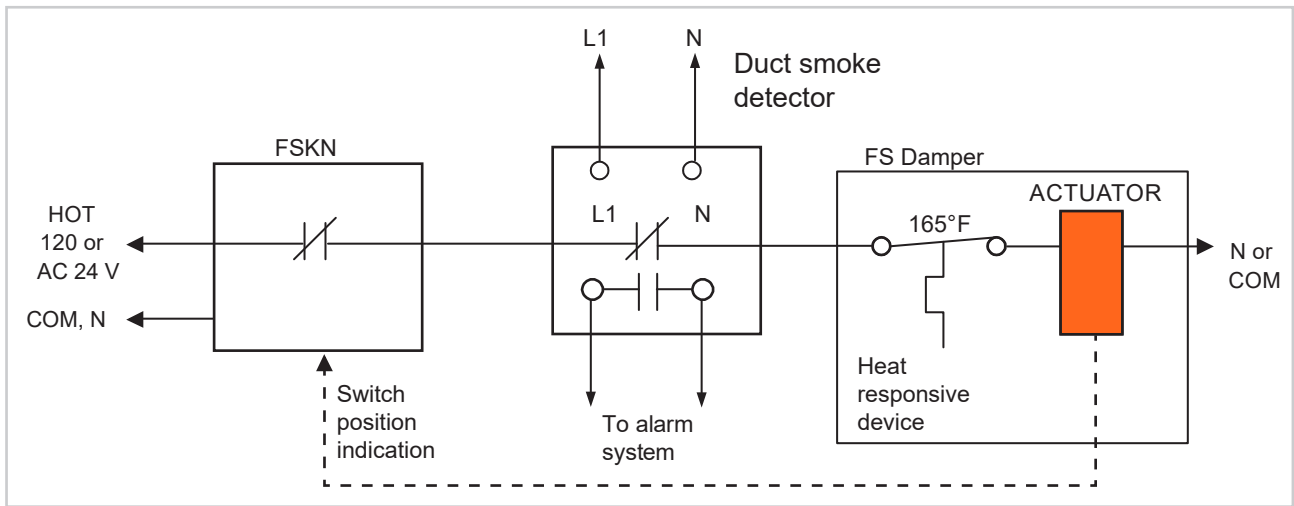 L1
N
Duct smoke
detector
FSKN
FS Damper
ACTUATOR
HOT
120 or
AC 24 V
L1
N
165°F
N or
COM
COM, N
Switch
position
indication
To alarm
system
Heat
responsive
device